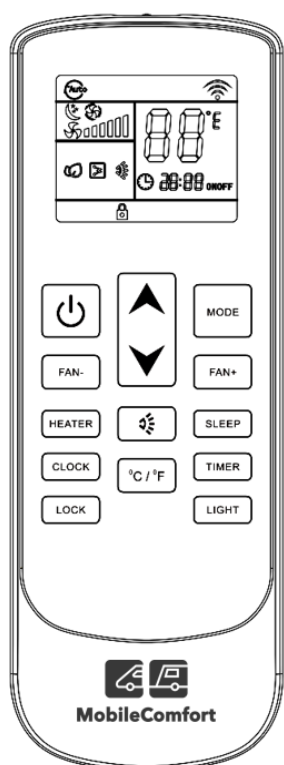 Auto
88°E
88:88 ONOFF
MODE
FAN-
FAN+
HEATER
SLEEP
CLOCK
°C / °F
TIMER
LOCK
LIGHT
MobileComfort